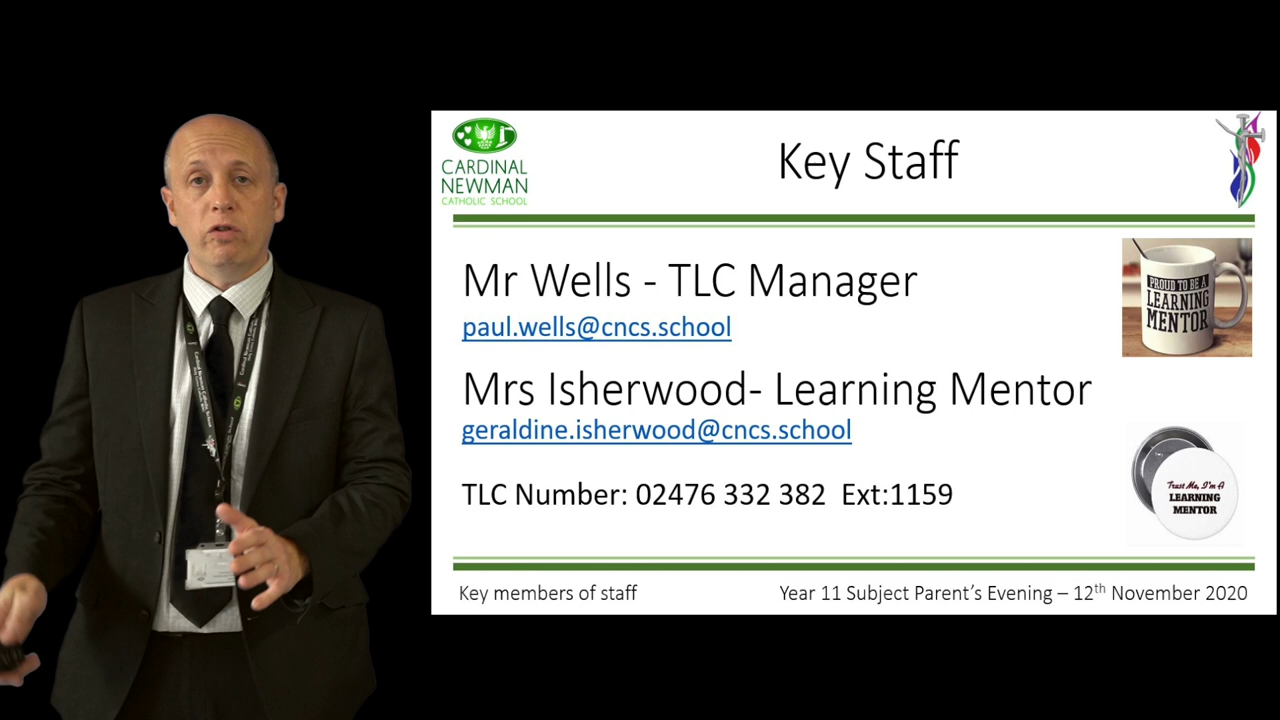 CARDINAL
NEWMAN
CATHOLIC SCHOOL
Key Staff
Mr Wells - TLC Manager
paul.wells@cncs.school
PROUD TO BE A
LEARNING
MENTOR
Mrs Isherwood- Learning Mentor
geraldine.isherwood@cncs.school
Trust Me, I'm A
LEARNING
MENTOR
TLC Number: 02476 332 382 Ext:1159
Key members of staff
Year 11 Subject Parent's Evening – 12th November 2020